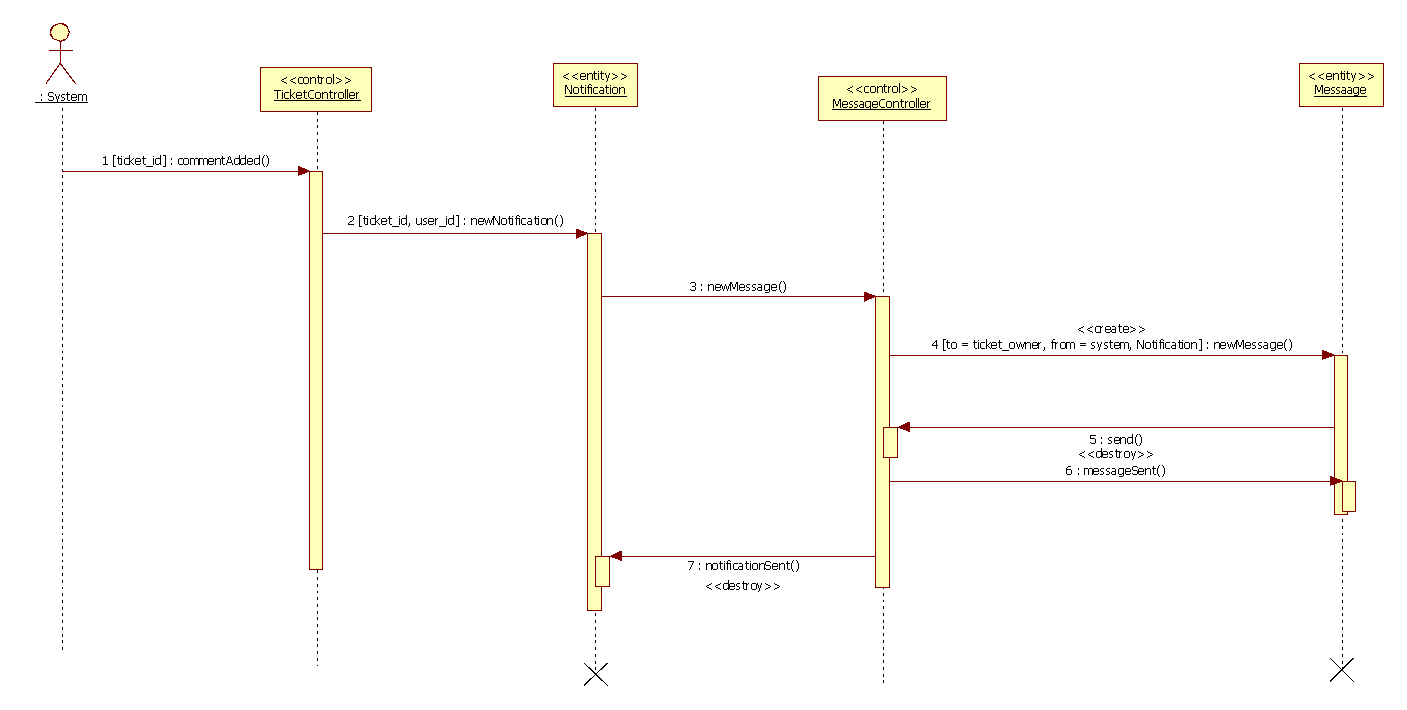 : System
<<control>>
TicketController
<<entity>>
Notification
<<control>>
MessageController
<<entity>>
Messaage
1 [ticket_id] : commentAdded()
2 [ticket_id, user_id] : newNotification()
3 : newMessage()
<<create>>
4 [to = ticket_owner, from = system, Notification] : newMessage()
5 : send()
<<destroy>>
6 : messageSent()
7 : notificationSent()
<<destroy>>